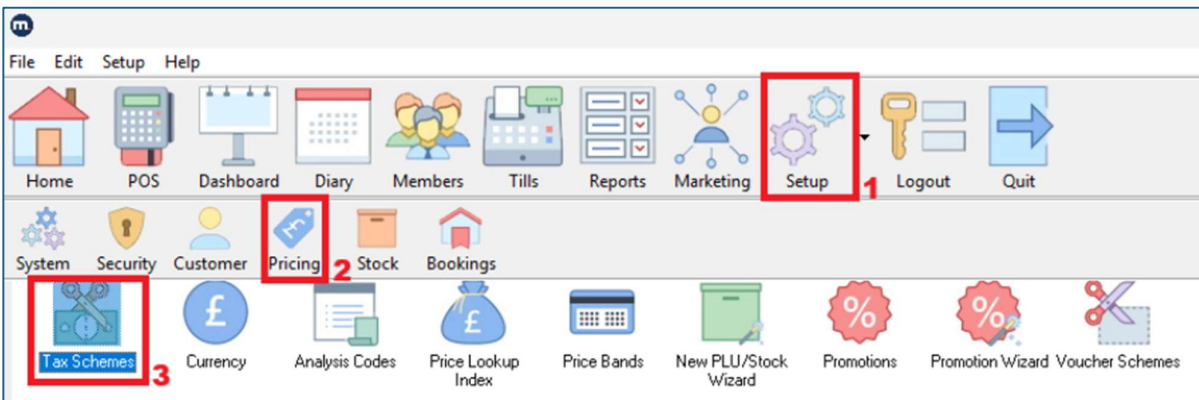 m
File Edit Setup Help
Home POS Dashboard Diary Members Tills Reports Marketing Setup 1 Logout Quit
System Security Customer Pricing 2 Stock Bookings
£
%
%
Tax Schemes 3 Currency Analysis Codes Price Lookup Index Price Bands New PLU/Stock Wizard Promotions Promotion Wizard Voucher Schemes